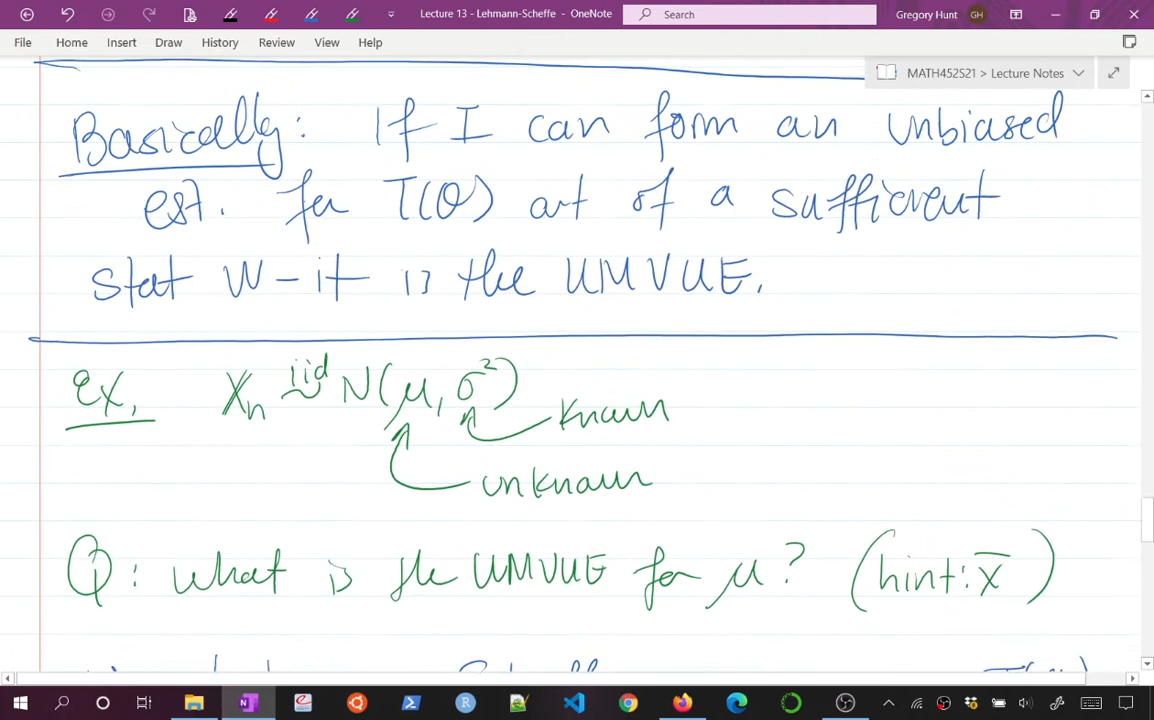 Lecture 13 - Lehmann-Scheffe - OneNote
Search
Gregory Hunt GH
File Home Insert Draw History Review View Help
MATH452S21 > Lecture Notes
Basically: If I can form an unbiased
est. for T(θ) out of a sufficient
stat W - it is the UMVUE.
ex. Xn iid ~ N(μ, σ²)
known
unknown
Q: what is the UMVUE for μ? (hint: x̄)